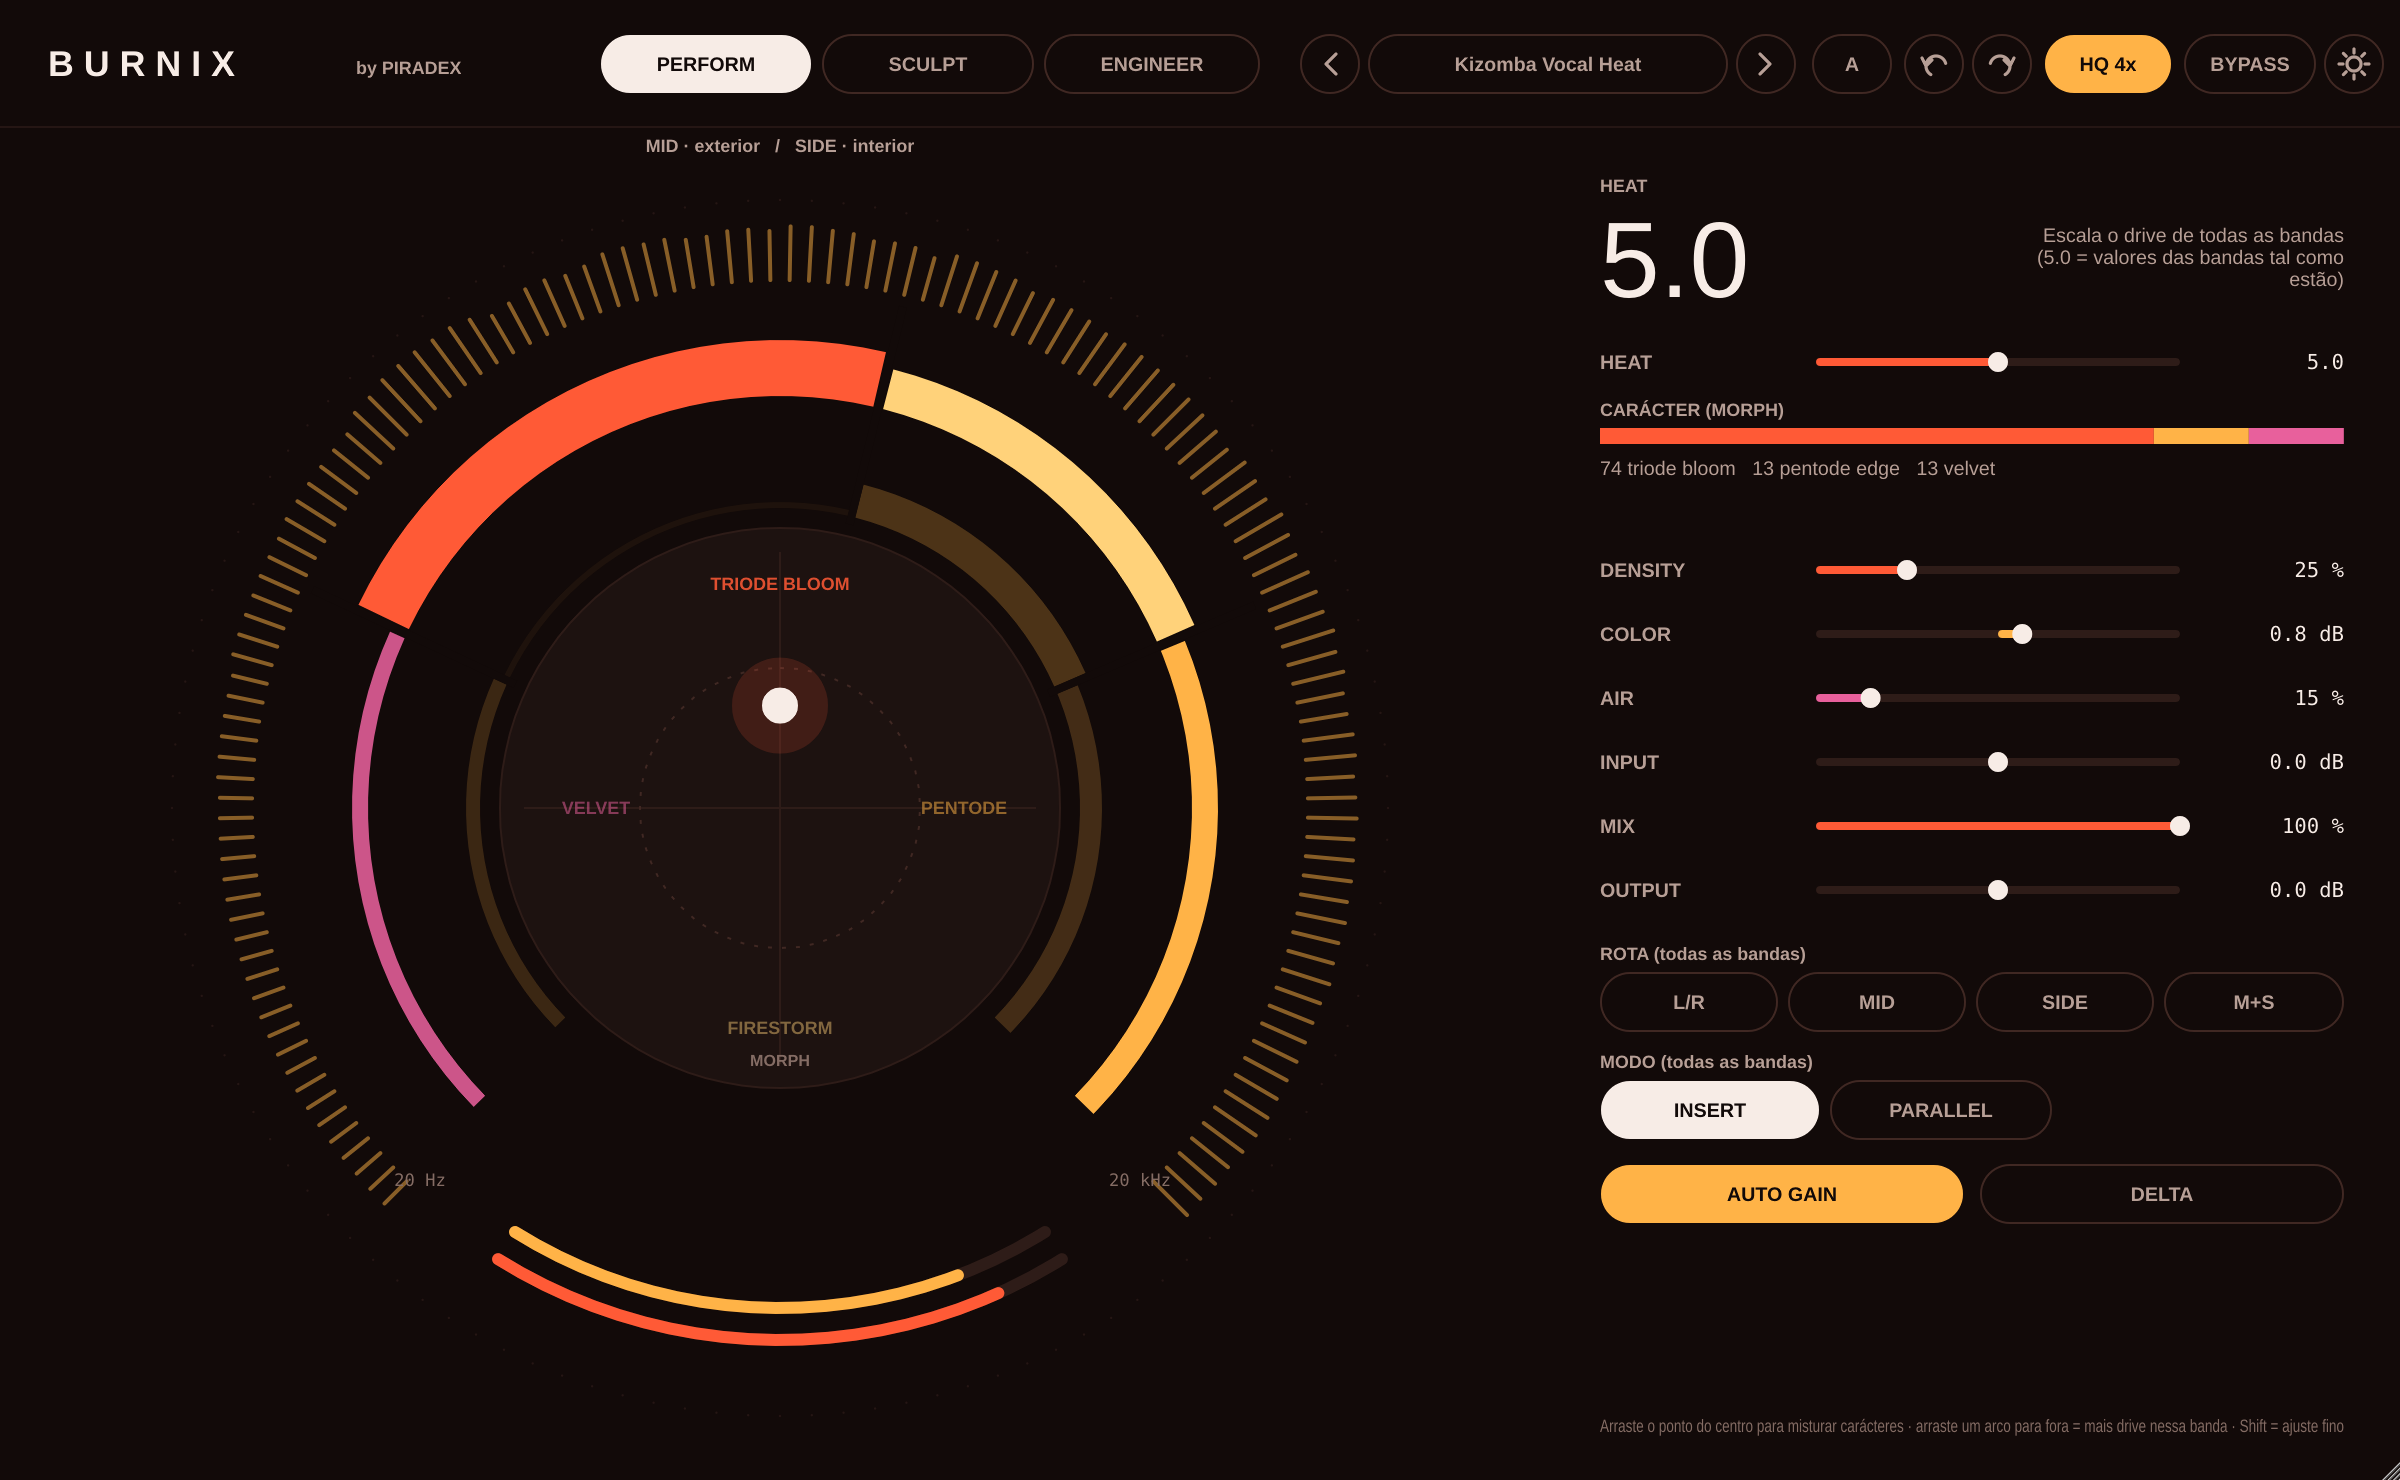 BURNIX
by PIRADEX
PERFORM
SCULPT
ENGINEER
Kizomba Vocal Heat
A
HQ 4x
BYPASS
MID · exterior / SIDE · interior
TRIODE BLOOM
VELVET
PENTODE
FIRESTORM
MORPH
20 Hz
20 kHz
HEAT
5.0
Escala o drive de todas as bandas
(5.0 = valores das bandas tal como
estão)
HEAT 5.0
CARÁCTER (MORPH)
74 triode bloom 13 pentode edge 13 velvet
DENSITY 25 %
COLOR 0.8 dB
AIR 15 %
INPUT 0.0 dB
MIX 100 %
OUTPUT 0.0 dB
ROTA (todas as bandas)
L/R MID SIDE M+S
MODO (todas as bandas)
INSERT PARALLEL
AUTO GAIN DELTA
Arraste o ponto do centro para misturar carácteres · arraste um arco para fora = mais drive nessa banda · Shift = ajuste fino